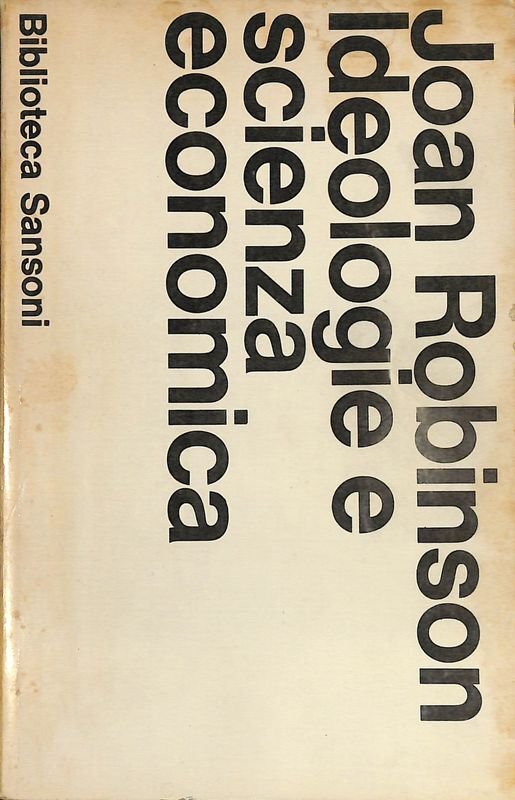 Joan Robinson
Ideologie e
scienza
economica
Biblioteca Sansoni